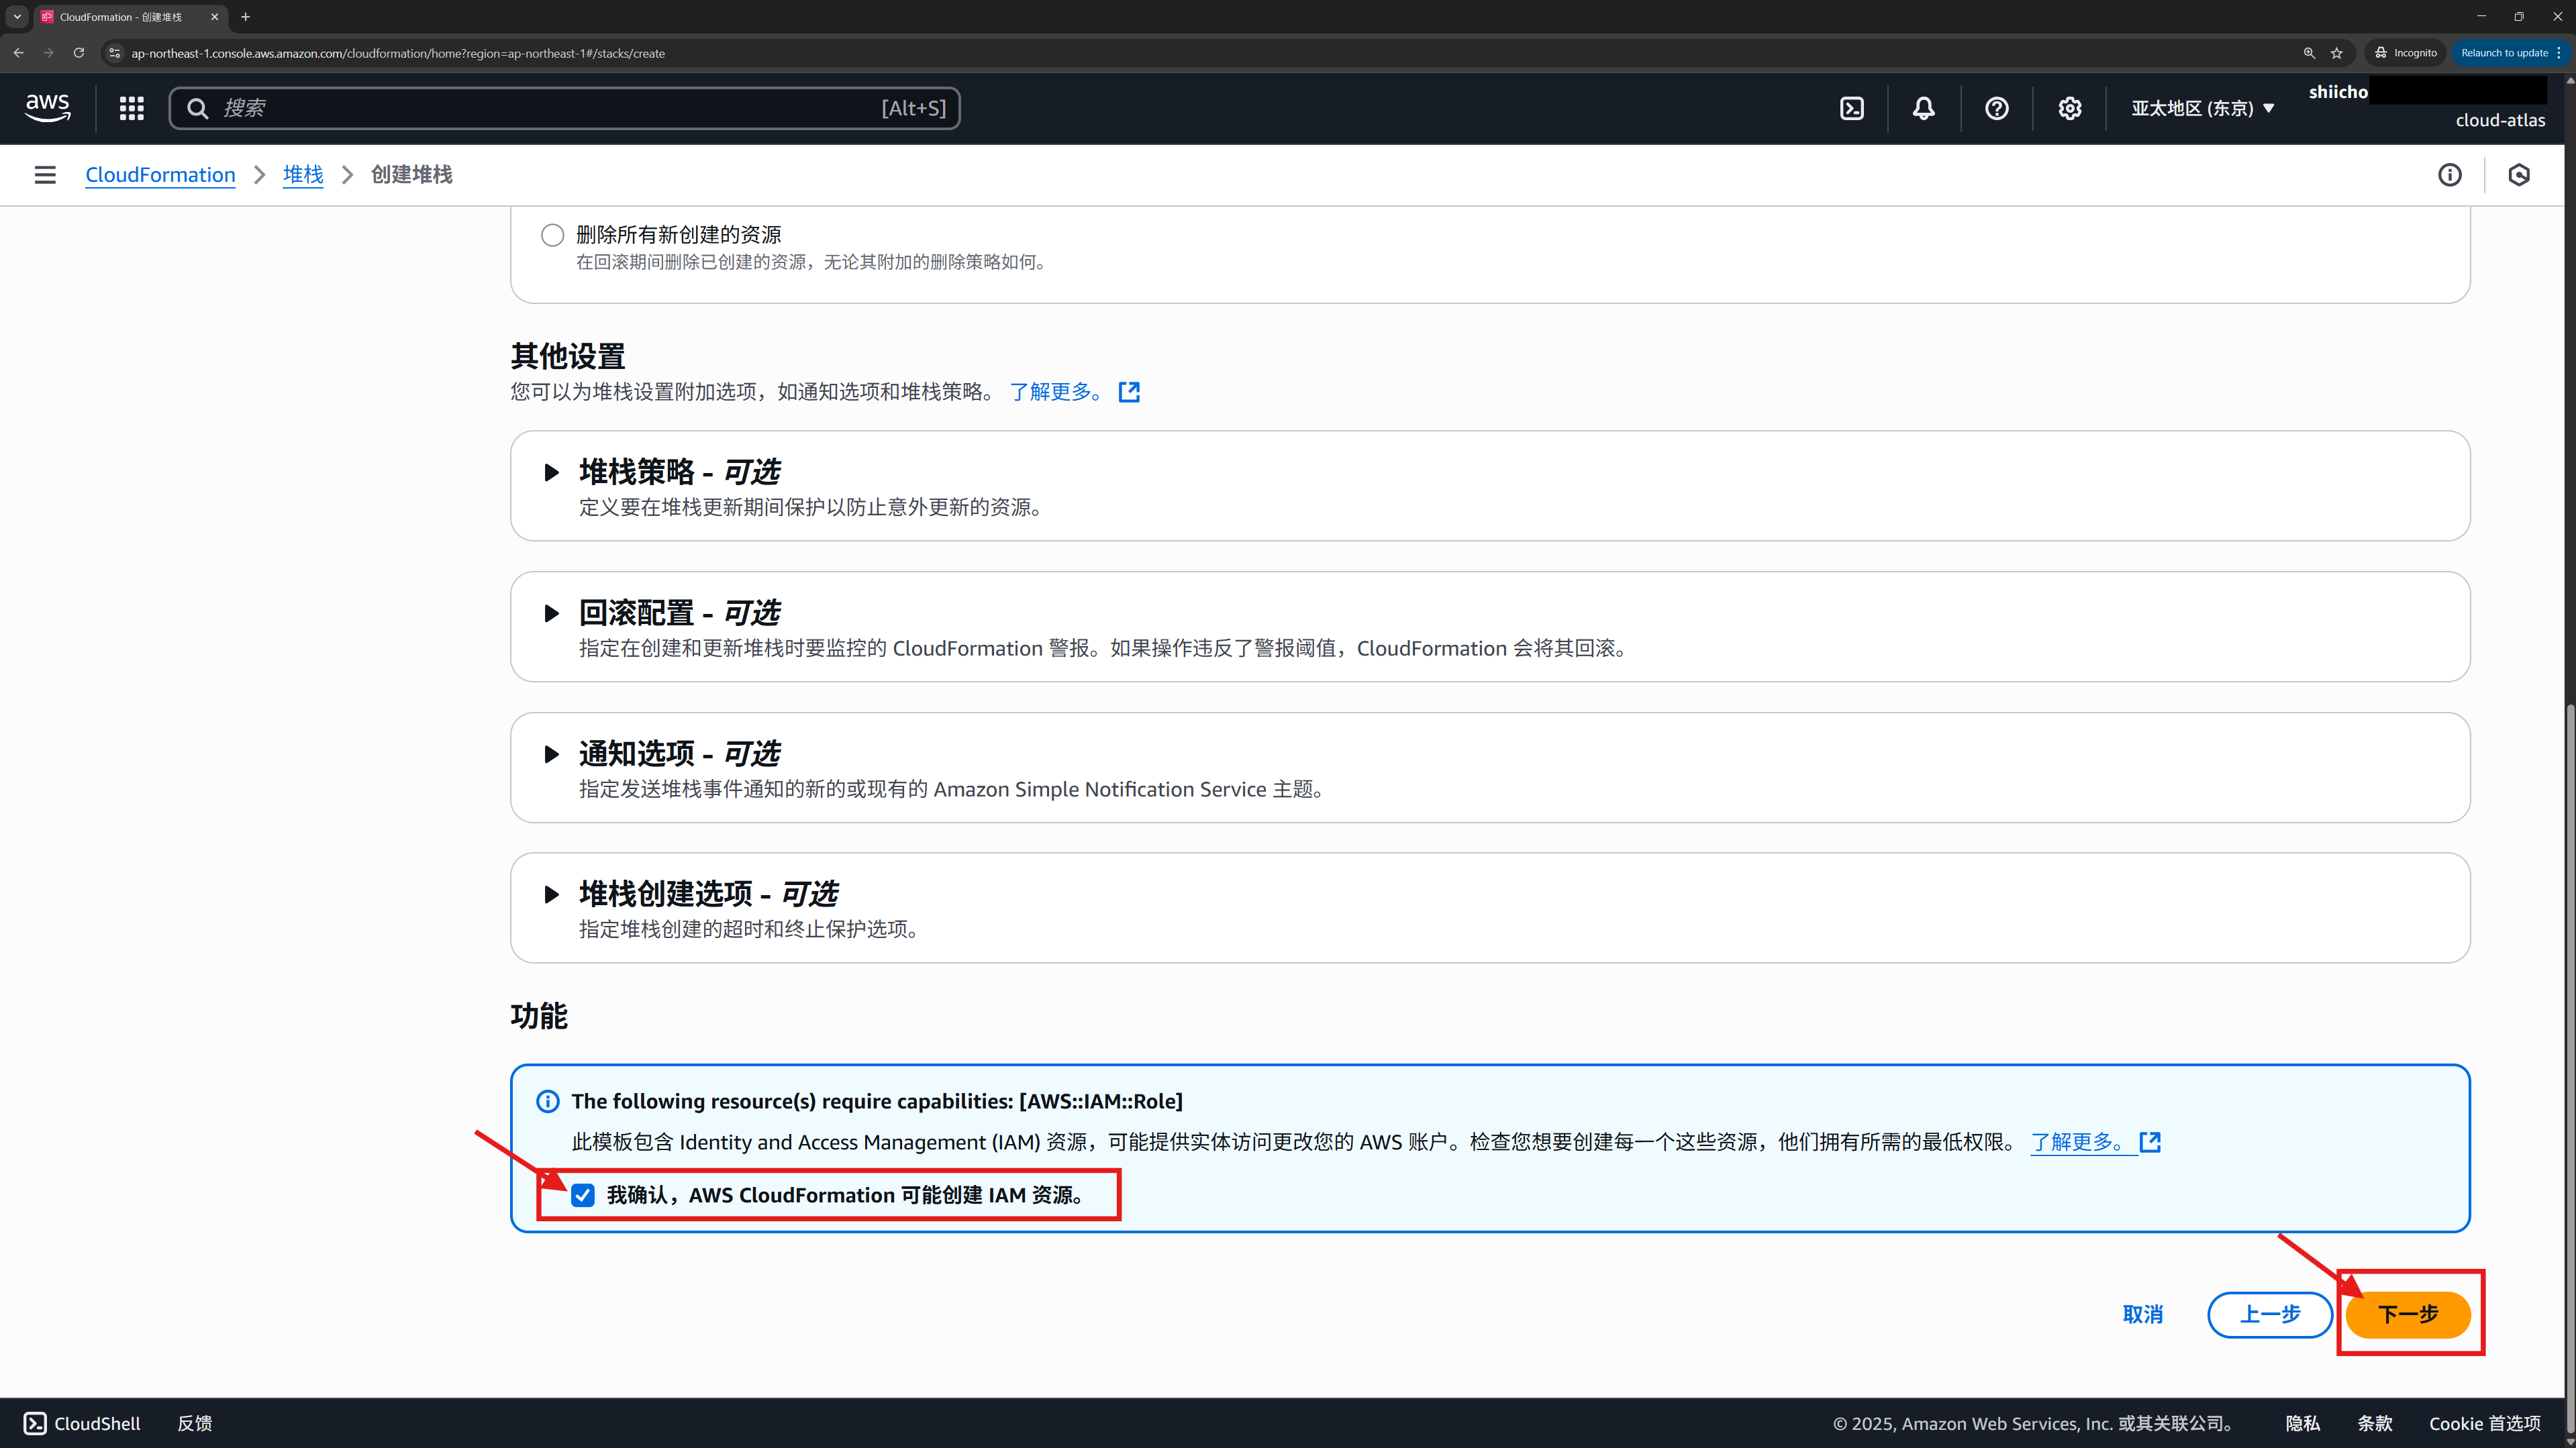 CloudFormation - 创建堆栈
ap-northeast-1.console.aws.amazon.com/cloudformation/home?region=ap-northeast-1#/stacks/create
Incognito
Relaunch to update
aws
搜索
[Alt+S]
亚太地区 (东京)
shiicho
cloud-atlas
CloudFormation
堆栈
创建堆栈
删除所有新创建的资源
在回滚期间删除已创建的资源，无论其附加的删除策略如何。
其他设置
您可以为堆栈设置附加选项，如通知选项和堆栈策略。 了解更多。
堆栈策略 - 可选
定义要在堆栈更新期间保护以防止意外更新的资源。
回滚配置 - 可选
指定在创建和更新堆栈时要监控的 CloudFormation 警报。如果操作违反了警报阈值，CloudFormation 会将其回滚。
通知选项 - 可选
指定发送堆栈事件通知的新的或现有的 Amazon Simple Notification Service 主题。
堆栈创建选项 - 可选
指定堆栈创建的超时和终止保护选项。
功能
The following resource(s) require capabilities: [AWS::IAM::Role]
此模板包含 Identity and Access Management (IAM) 资源，可能提供实体访问更改您的 AWS 账户。检查您想要创建每一个这些资源，他们拥有所需的最低权限。 了解更多。
我确认，AWS CloudFormation 可能创建 IAM 资源。
取消
上一步
下一步
CloudShell
反馈
© 2025, Amazon Web Services, Inc. 或其关联公司。
隐私
条款
Cookie 首选项